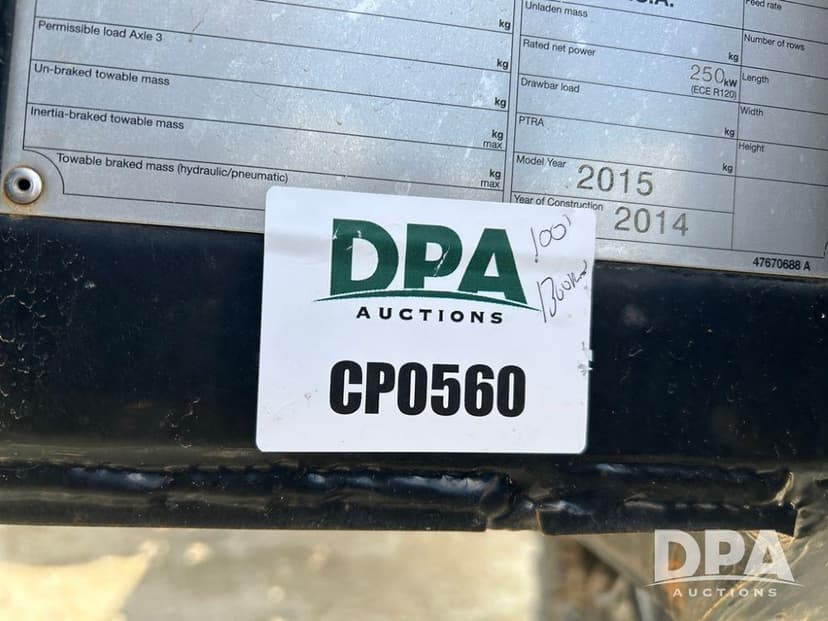 kg
Permissible load Axle 3
kg
Un-braked towable mass
kg
Inertia-braked towable mass
kg
max
Towable braked mass (hydraulic/pneumatic)
kg
max
Unladen mass
kg
Rated net power
250 kW
(ECE R120)
Drawbar load
kg
PTRA
kg
Model Year
2015
Year of Construction
2014
Feed rate
Number of rows
Length
Width
Height
47670688 A
DPA
AUCTIONS
100'
CP0560
DPA
AUCTIONS